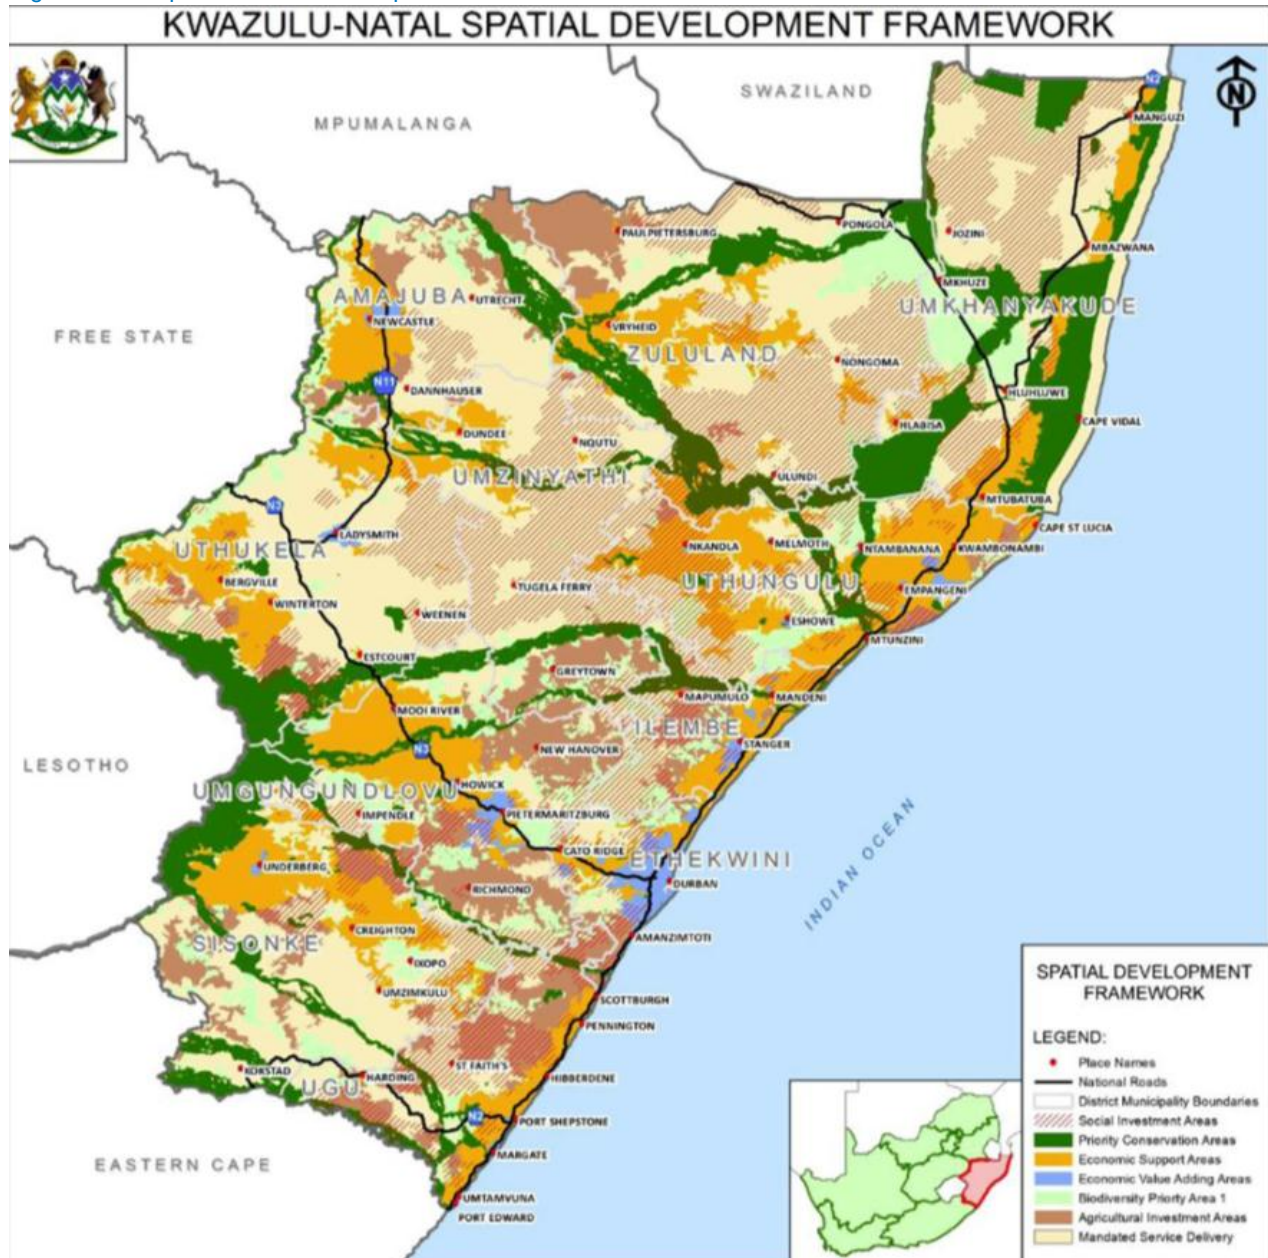 KWAZULU-NATAL SPATIAL DEVELOPMENT FRAMEWORK
SWAZILAND
MPUMALANGA
N2
MANGUZI
PONGOLA
JOZINI
PAULPIETERSBURG
MBAZWANA
MKHUZE
AMAJUBA
UTRECHT
UMKHANYAKUDE
NEWCASTLE
VRYHEID
FREE STATE
ZULULAND
NONGOMA
N11
DANNHAUSER
HLUHLUWE
CAPE VIDAL
DUNDEE
HLABISA
NQUTU
UMZINYATHI
ULUNDI
MTUBATUBA
N3
CAPE ST LUCIA
LADYSMITH
UTHUKELA
NKANDLA
MELMOTH
NTAMBANANA
KWAMBONAMBI
BERGVILLE
TUGELA FERRY
UTHUNGULU
EMPANGENI
WINTERTON
WEENEN
ESHOWE
MTUNZINI
ESTCOURT
GREYTOWN
MAPUMULO
MANDENI
MOOI RIVER
ILEMBE
N3
NEW HANOVER
STANGER
LESOTHO
UMGUNGUNDLOVU
HOWICK
IMPENDLE
PIETERMARITZBURG
CATO RIDGE
ETHEKWINI
UNDERBERG
DURBAN
RICHMOND
INDIAN OCEAN
CREIGHTON
AMANZIMTOTI
SISONKE
IXOPO
UMZIMKULU
SCOTTBURGH
PENNINGTON
ST FAITH'S
KOKSTAD
HARDING
HIBBERDENE
UGU
N2
PORT SHEPSTONE
MARGATE
EASTERN CAPE
UMTAMVUNA
PORT EDWARD
N
SPATIAL DEVELOPMENT
FRAMEWORK
LEGEND:
Place Names
National Roads
District Municipality Boundaries
Social Investment Areas
Priority Conservation Areas
Economic Support Areas
Economic Value Adding Areas
Biodiversity Priorty Area 1
Agricultural Investment Areas
Mandated Service Delivery